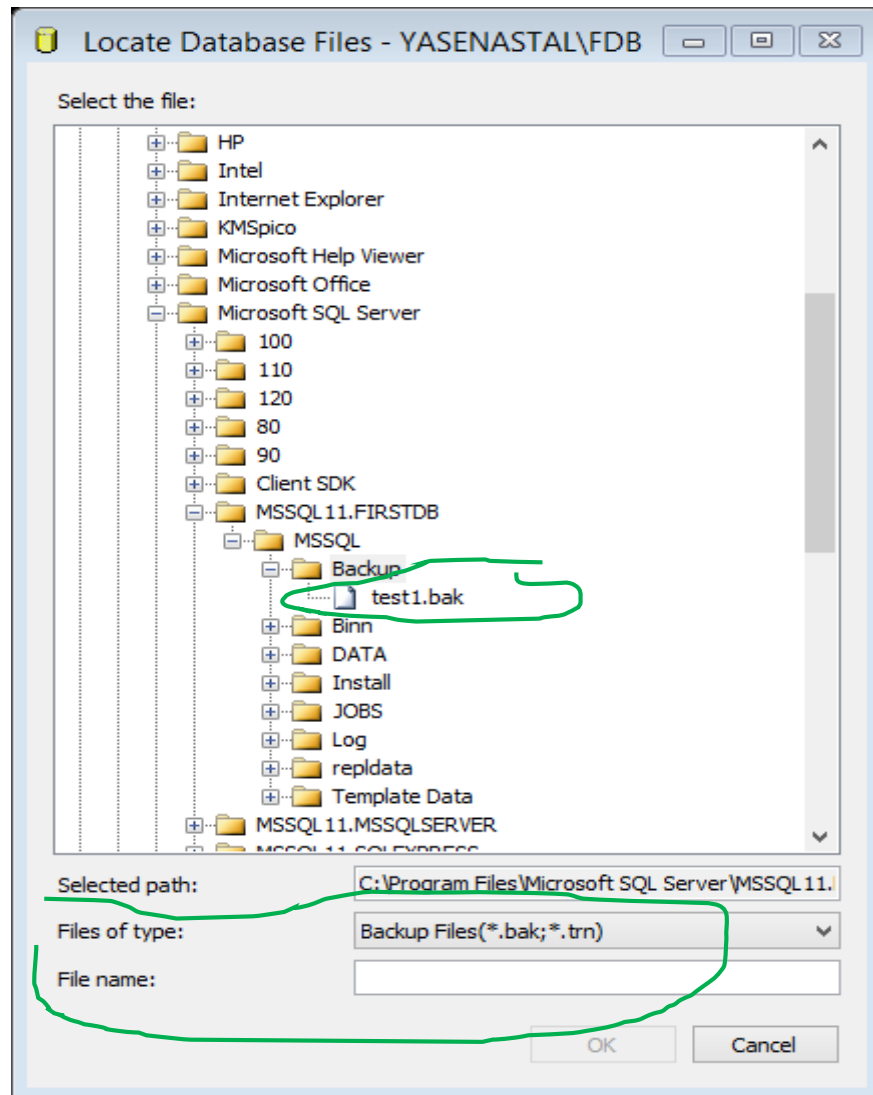 Locate Database Files - YASENASTAL\FDB
Select the file:
HP
Intel
Internet Explorer
KMSpico
Microsoft Help Viewer
Microsoft Office
Microsoft SQL Server
100
110
120
80
90
Client SDK
MSSQL11.FIRSTDB
MSSQL
Backup
test1.bak
Binn
DATA
Install
JOBS
Log
repldata
Template Data
MSSQL11.MSSQLSERVER
MSSQL11.SQLEXPRESS
Selected path: C:\Program Files\Microsoft SQL Server\MSSQL11.
Files of type: Backup Files(*.bak;*.trn)
File name:
OK Cancel